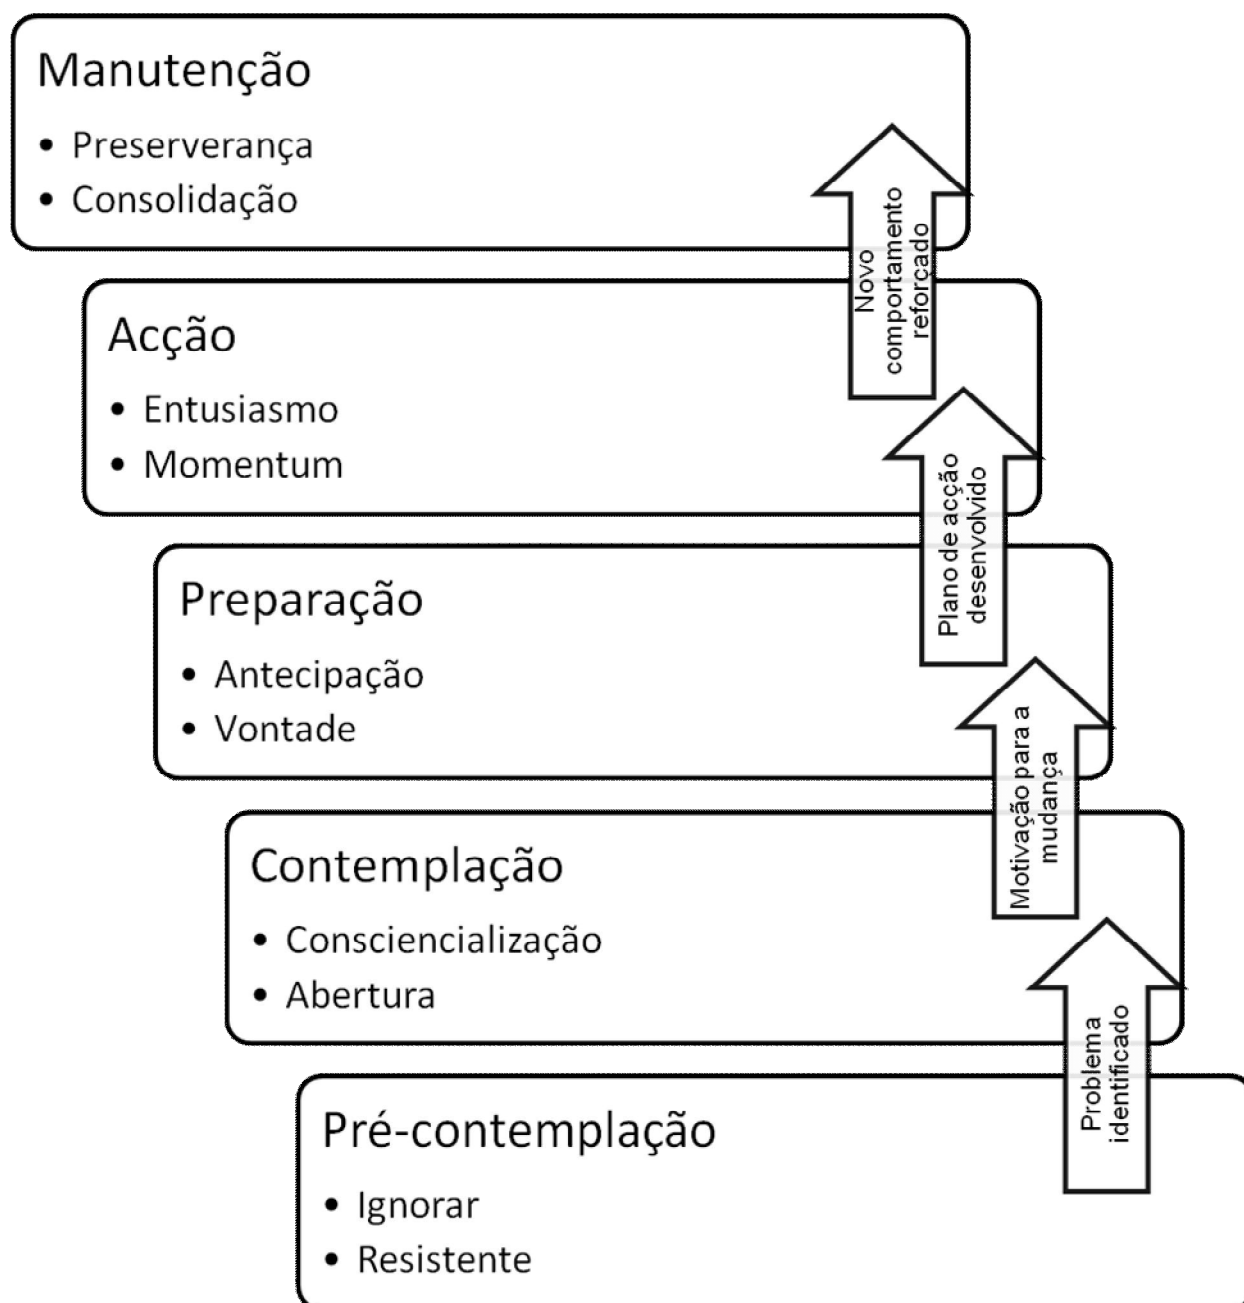 Manutenção
• Preserverança
• Consolidação
Novo
comportamento
reforçado
Acção
• Entusiasmo
• Momentum
Plano de acção
desenvolvido
Preparação
• Antecipação
• Vontade
Motivação para a
mudança
Contemplação
• Consciencialização
• Abertura
Problema
identificado
Pré-contemplação
• Ignorar
• Resistente